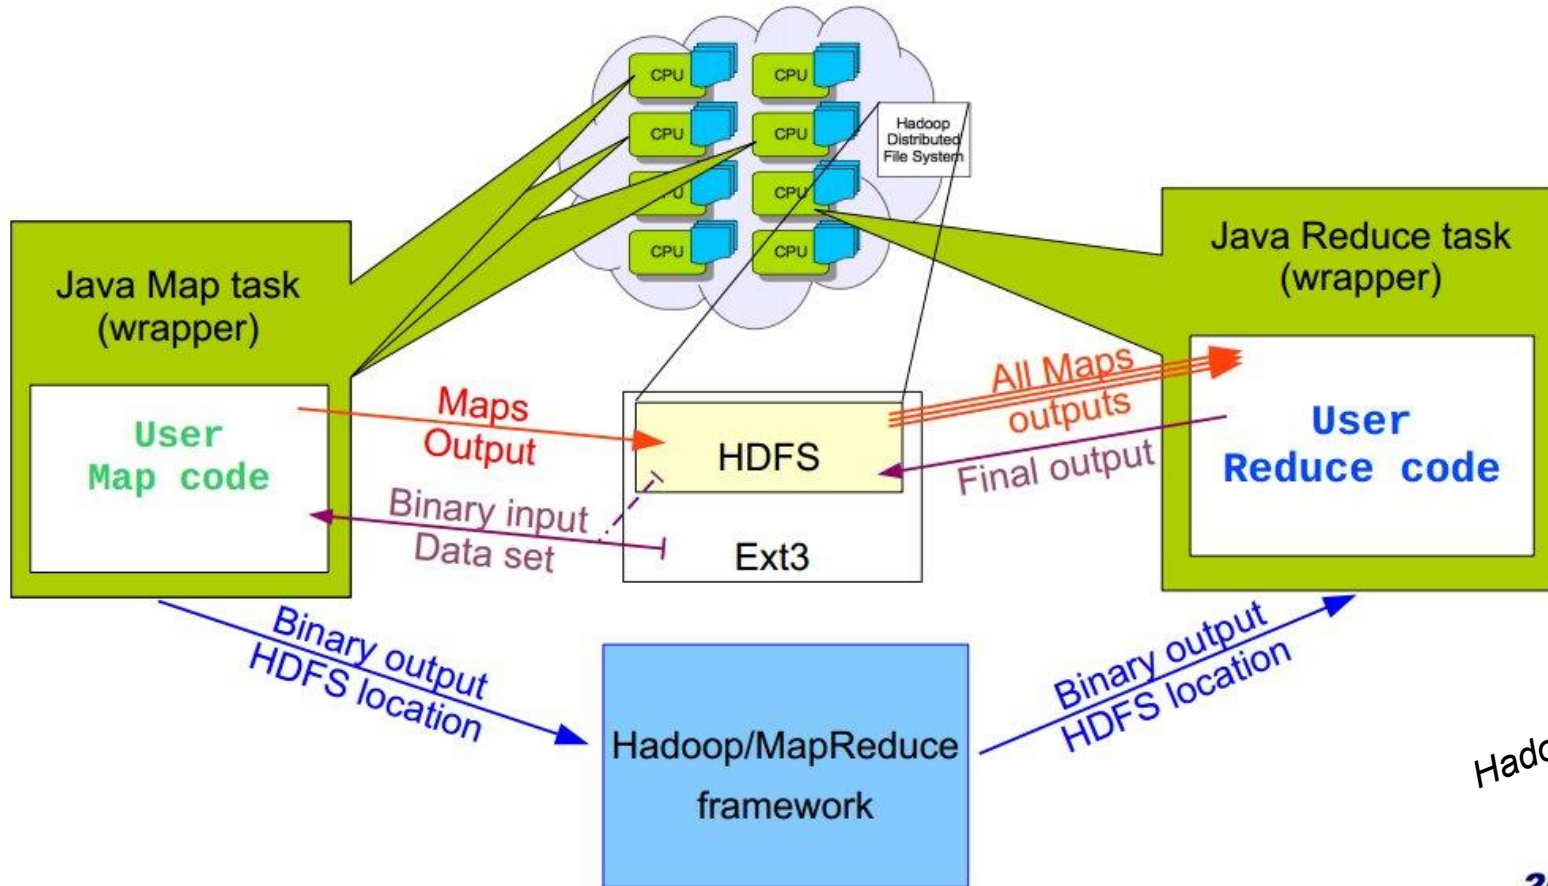 CPU
CPU
CPU
CPU
CPU
CPU
CPU
CPU
Hadoop
Distributed
File System
Java Map task
(wrapper)
User
Map code
Maps
Output
Binary input
Data set
HDFS
Ext3
All Maps
outputs
Final output
Java Reduce task
(wrapper)
User
Reduce code
Binary output
HDFS location
Hadoop/MapReduce
framework
Binary output
HDFS location